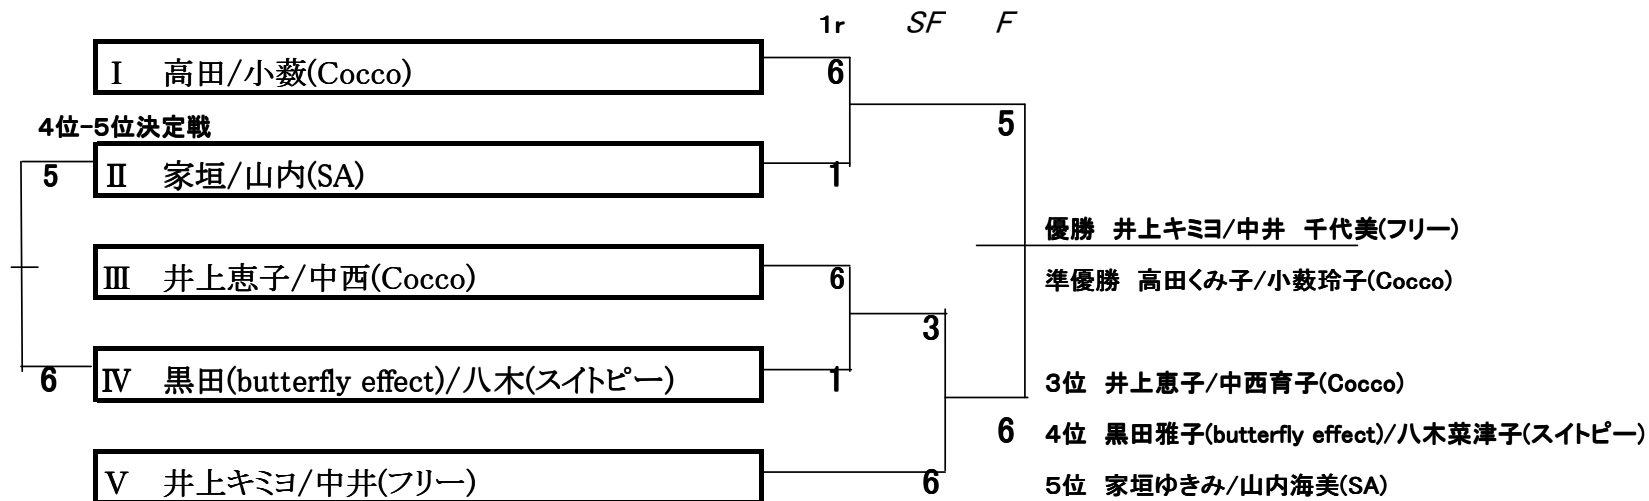 1r SF F
Ⅰ 高田/小薮(Cocco)
6
4位-5位決定戦
5
5 Ⅱ 家垣/山内(SA)
1
優勝 井上キミヨ/中井 千代美(フリー)
Ⅲ 井上恵子/中西(Cocco)
6
準優勝 高田くみ子/小薮玲子(Cocco)
3
6 Ⅳ 黒田(butterfly effect)/八木(スイトピー)
1
3位 井上恵子/中西育子(Cocco)
6
4位 黒田雅子(butterfly effect)/八木菜津子(スイトピー)
Ⅴ 井上キミヨ/中井(フリー)
6
5位 家垣ゆきみ/山内海美(SA)